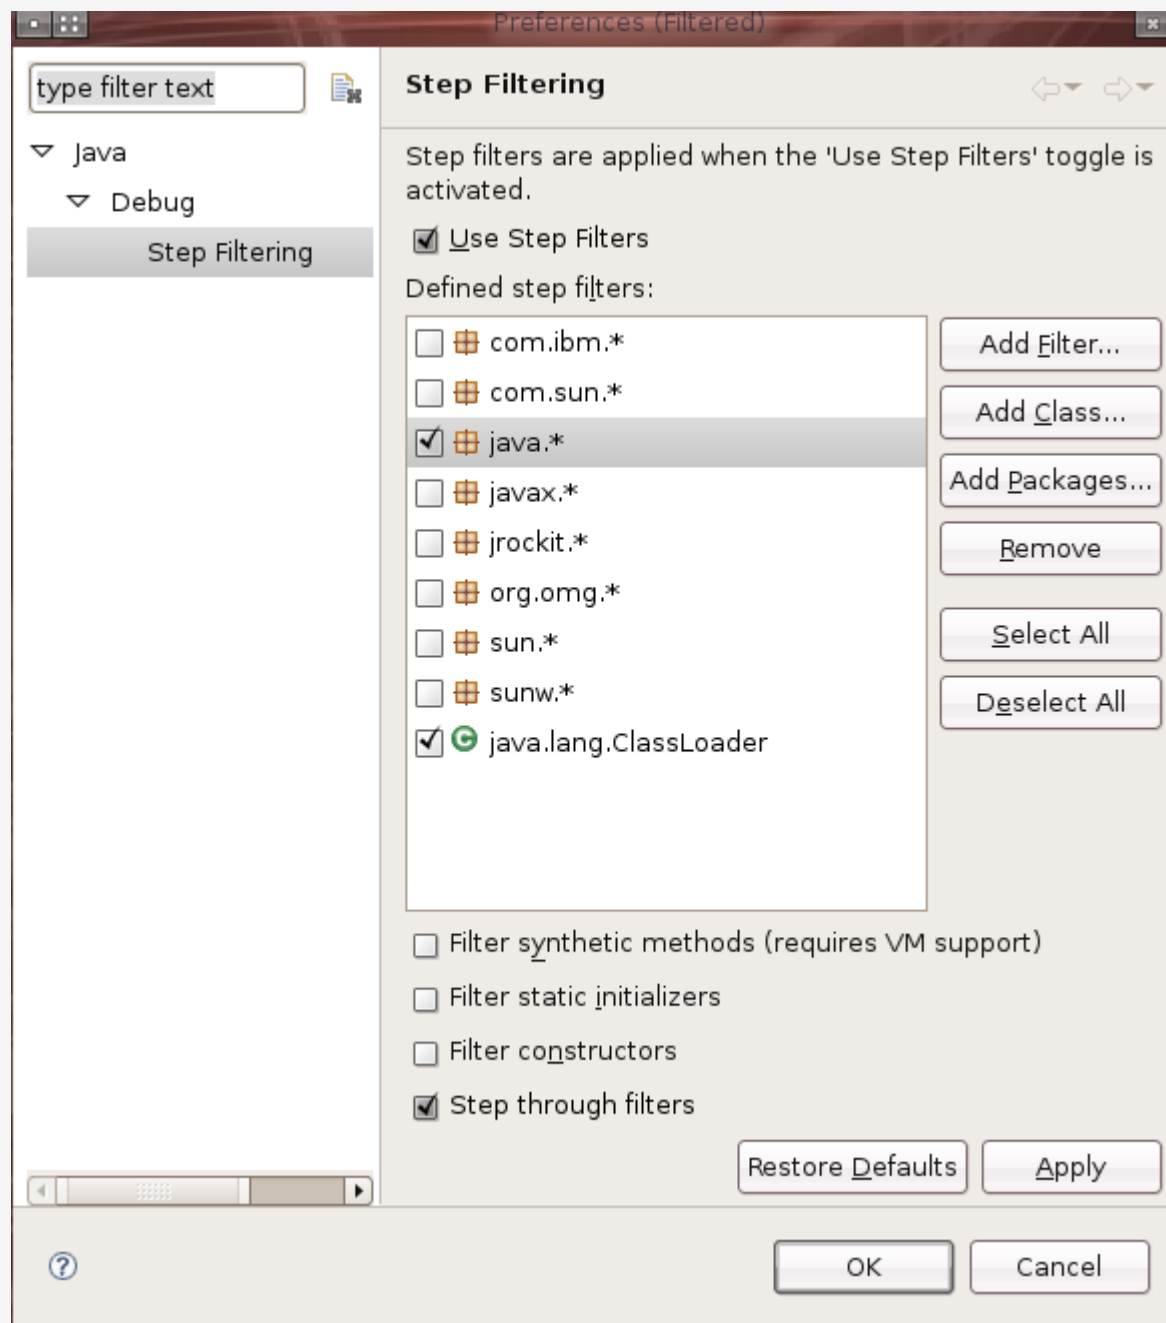 Preferences (Filtered)
type filter text
Java
Debug
Step Filtering
Step Filtering
Step filters are applied when the 'Use Step Filters' toggle is
activated.
Use Step Filters
Defined step filters:
com.ibm.*
com.sun.*
java.*
javax.*
jrockit.*
org.omg.*
sun.*
sunw.*
java.lang.ClassLoader
Add Filter...
Add Class...
Add Packages...
Remove
Select All
Deselect All
Filter synthetic methods (requires VM support)
Filter static initializers
Filter constructors
Step through filters
Restore Defaults
Apply
OK
Cancel